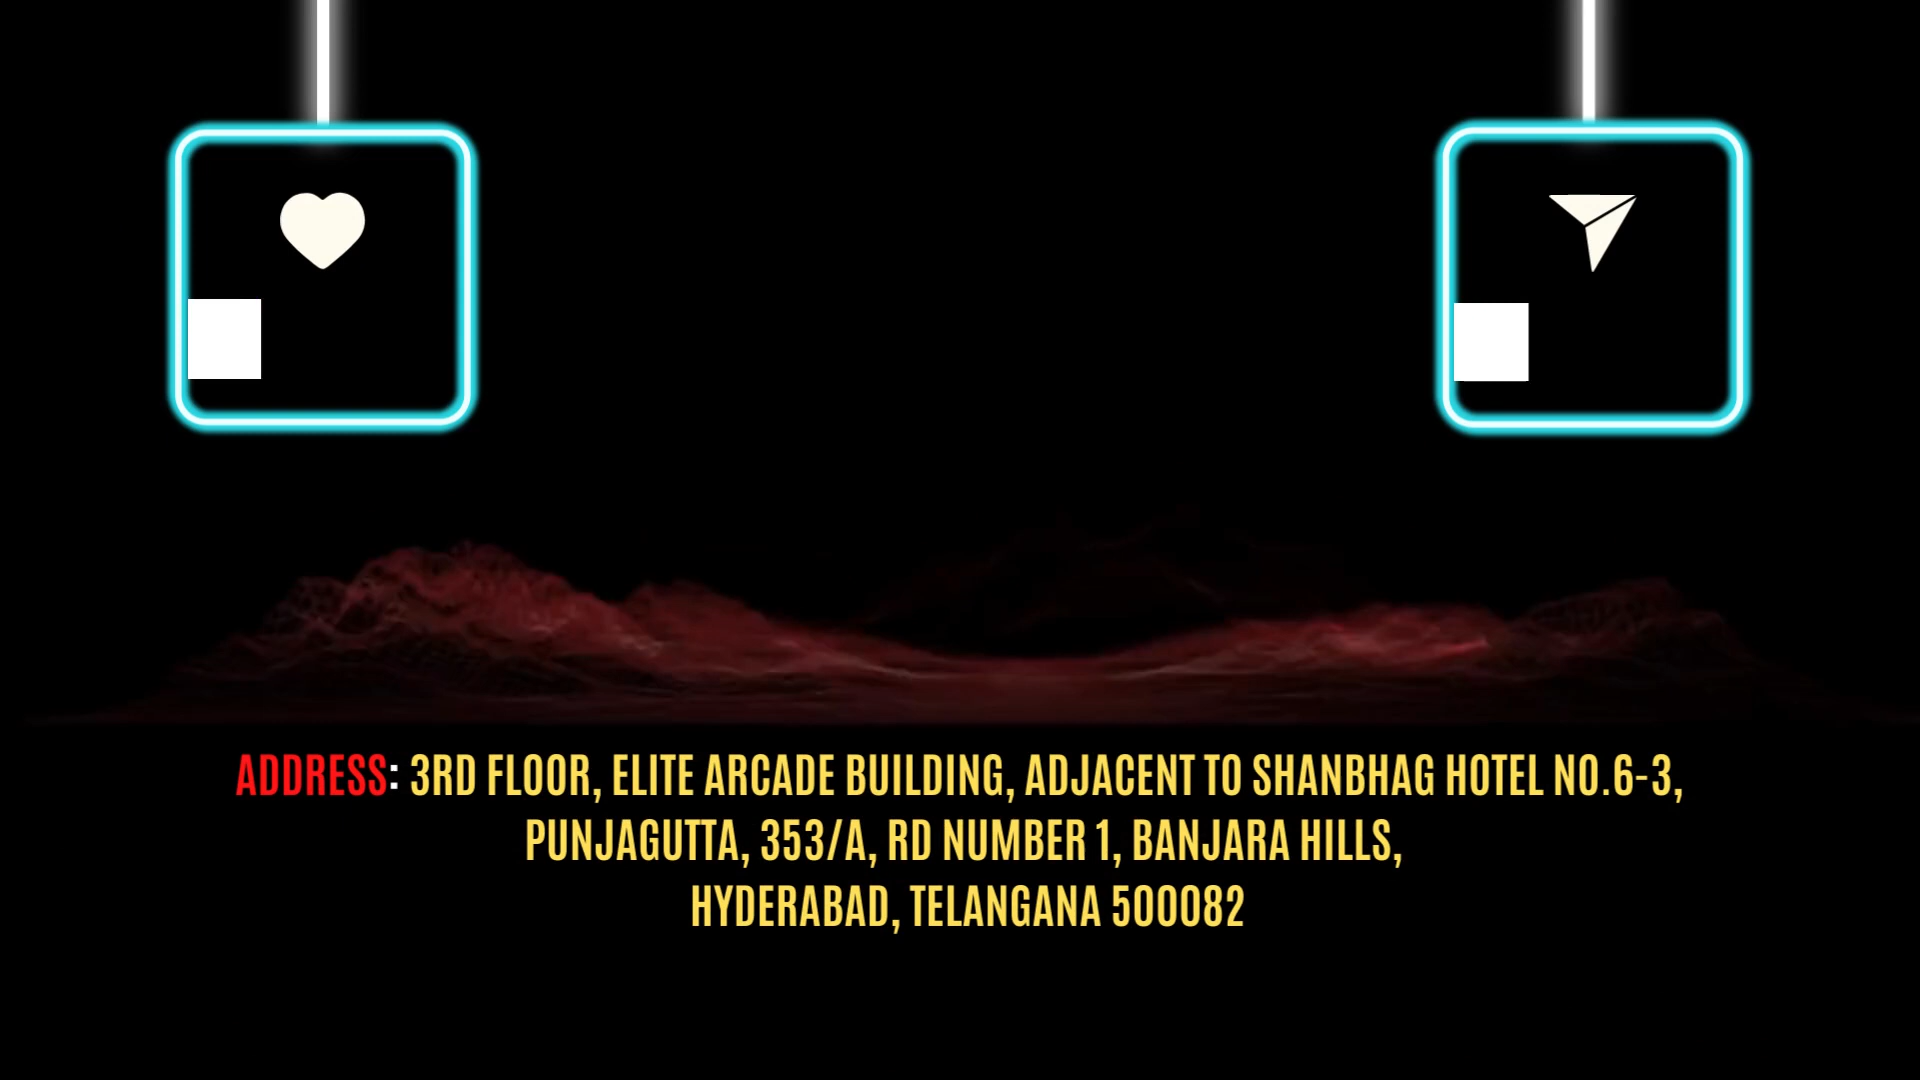 ADDRESS: 3RD FLOOR, ELITE ARCADE BUILDING, ADJACENT TO SHANBHAG HOTEL NO.6-3,
PUNJAGUTTA, 353/A, RD NUMBER 1, BANJARA HILLS,
HYDERABAD, TELANGANA 500082